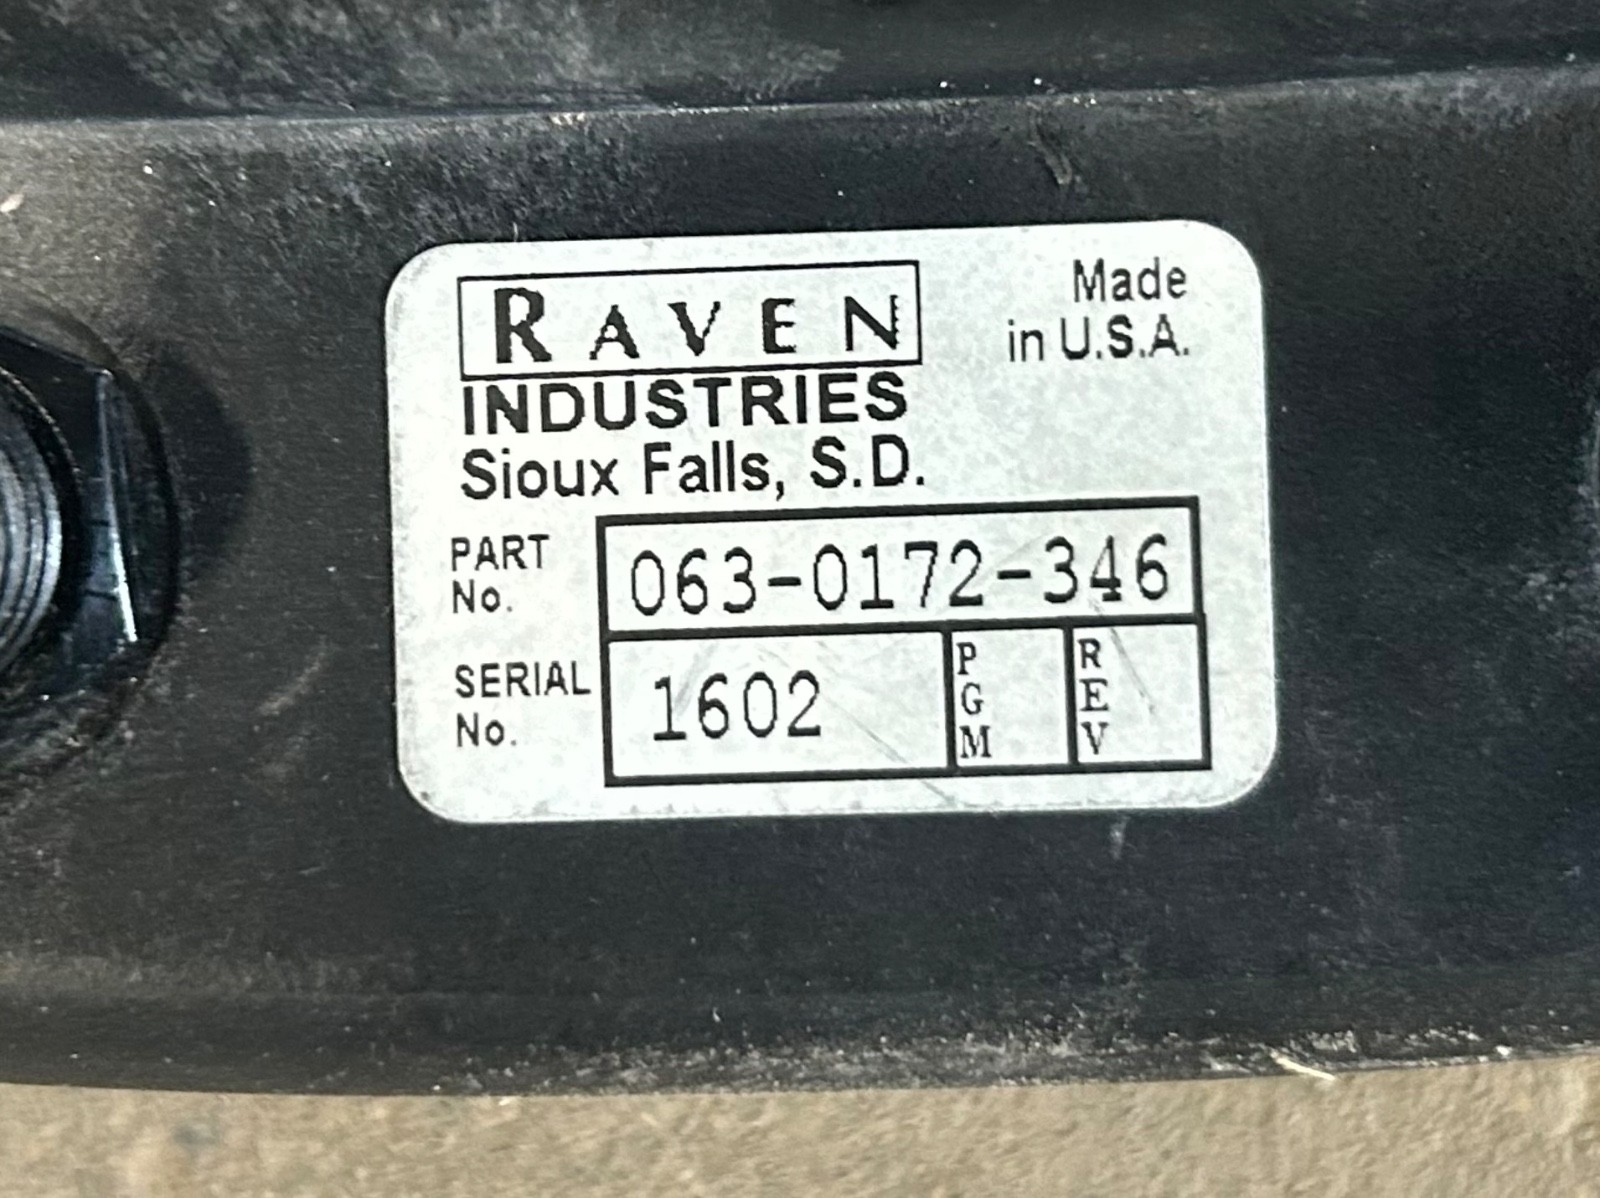 RAVEN
INDUSTRIES
Sioux Falls, S.D.
Made
in U.S.A.
PART
No.
063-0172-346
SERIAL
No.
1602
PGM
REV